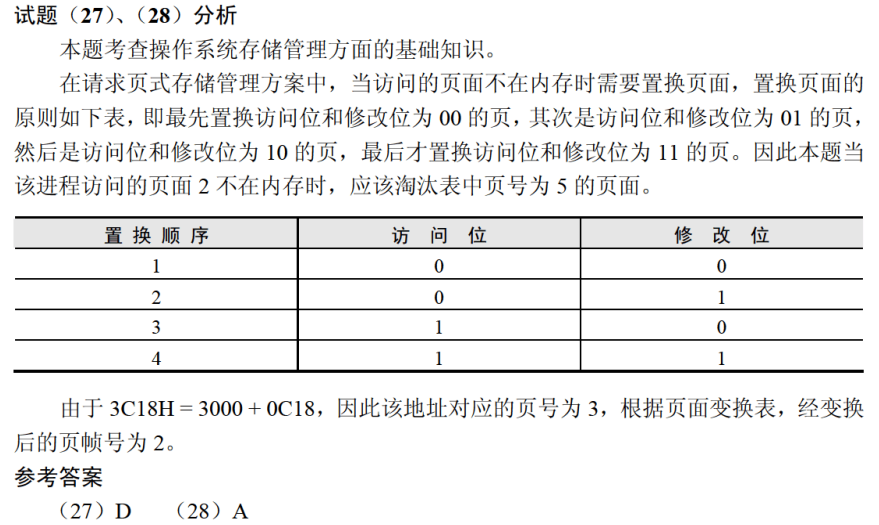 试题（27）、（28）分析
本题考查操作系统存储管理方面的基础知识。
在请求页式存储管理方案中，当访问的页面不在内存时需要置换页面，置换页面的
原则如下表，即最先置换访问位和修改位为 00 的页，其次是访问位和修改位为 01 的页，
然后是访问位和修改位为 10 的页，最后才置换访问位和修改位为 11 的页。因此本题当
该进程访问的页面 2 不在内存时，应该淘汰表中页号为 5 的页面。
置换顺序 访问位 修改位
1 0 0
2 0 1
3 1 0
4 1 1
由于 3C18H = 3000 + 0C18，因此该地址对应的页号为 3，根据页面变换表，经变换
后的页帧号为 2。
参考答案
（27）D （28）A